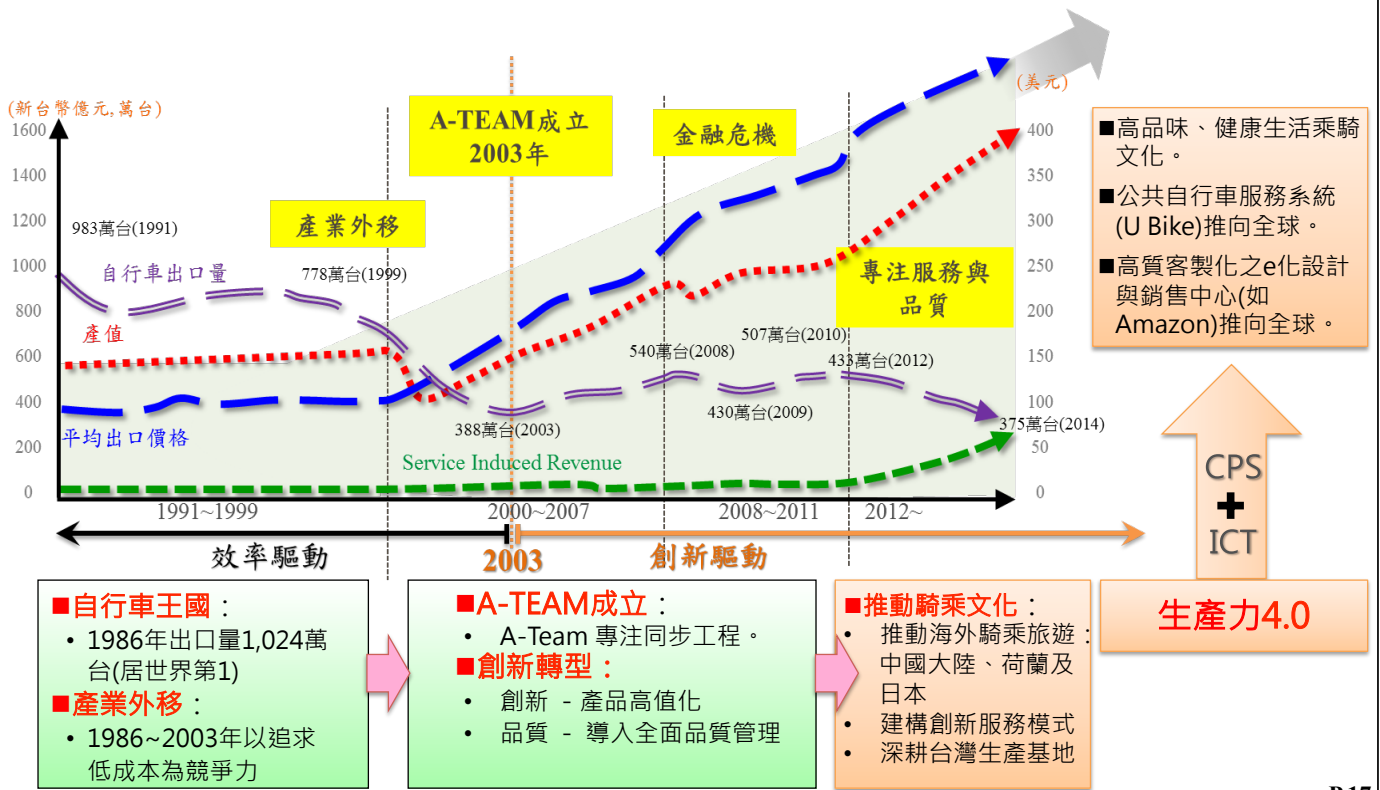 (新台幣億元,萬台)
1600
1400
1200
1000
800
600
400
200
0
(美元)
400
350
300
250
200
150
100
50
0
A-TEAM成立
2003年
金融危機
產業外移
專注服務與
品質
983萬台(1991)
自行車出口量
778萬台(1999)
產值
平均出口價格
388萬台(2003)
540萬台(2008)
507萬台(2010)
430萬台(2009)
433萬台(2012)
375萬台(2014)
Service Induced Revenue
1991~1999
2000~2007
2008~2011
2012~
效率驅動
2003
創新驅動
■高品味、健康生活乘騎
文化。
■公共自行車服務系統
(U Bike)推向全球。
■高質客製化之e化設計
與銷售中心(如
Amazon)推向全球。
CPS
+
ICT
生產力4.0
■自行車王國：
• 1986年出口量1,024萬
台(居世界第1)
■產業外移：
• 1986~2003年以追求
低成本為競爭力
■A-TEAM成立：
• A-Team 專注同步工程。
■創新轉型：
• 創新 - 產品高值化
• 品質 - 導入全面品質管理
■推動騎乘文化：
• 推動海外騎乘旅遊：
中國大陸、荷蘭及
日本
• 建構創新服務模式
• 深耕台灣生產基地